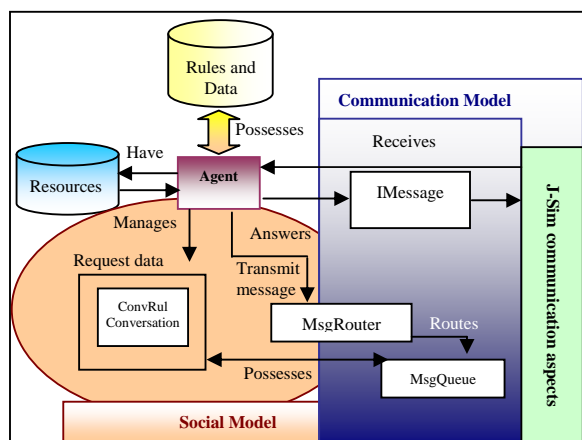 Rules and
Data
Communication Model
Possesses
Receives
Have
Agent
Resources
IMessage
J-Sim communication aspects
Manages
Answers
Request data
Transmit
message
ConvRul
Conversation
MsgRouter
Routes
Possesses
MsgQueue
Social Model